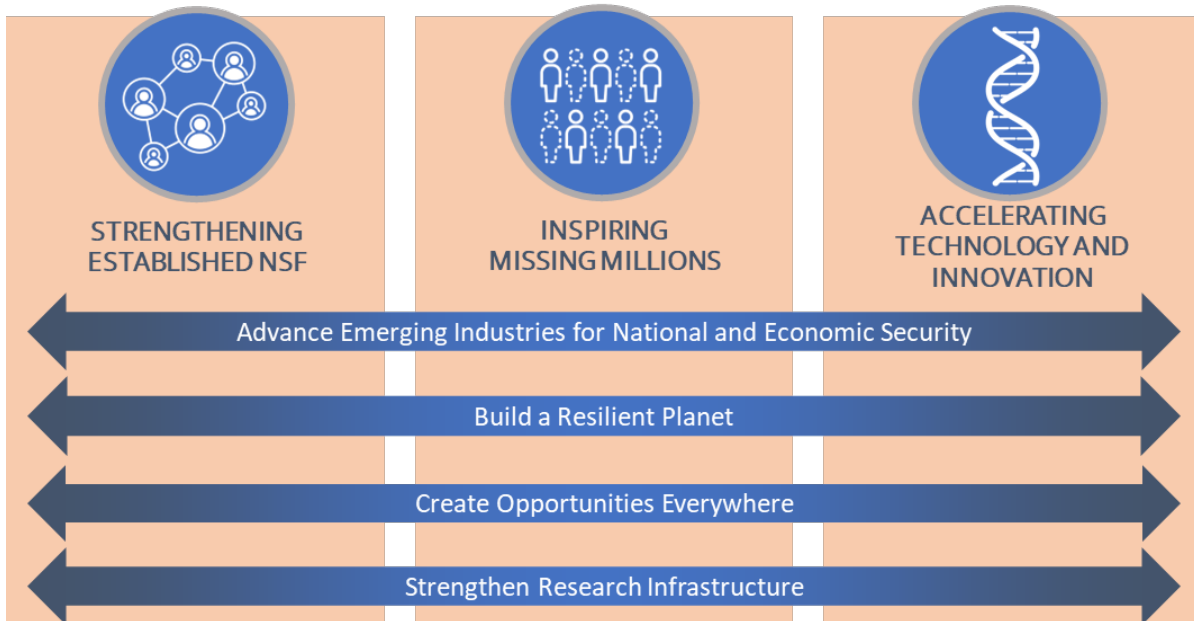 STRENGTHENING
ESTABLISHED NSF
INSPIRING
MISSING MILLIONS
ACCELERATING
TECHNOLOGY AND
INNOVATION
Advance Emerging Industries for National and Economic Security
Build a Resilient Planet
Create Opportunities Everywhere
Strengthen Research Infrastructure